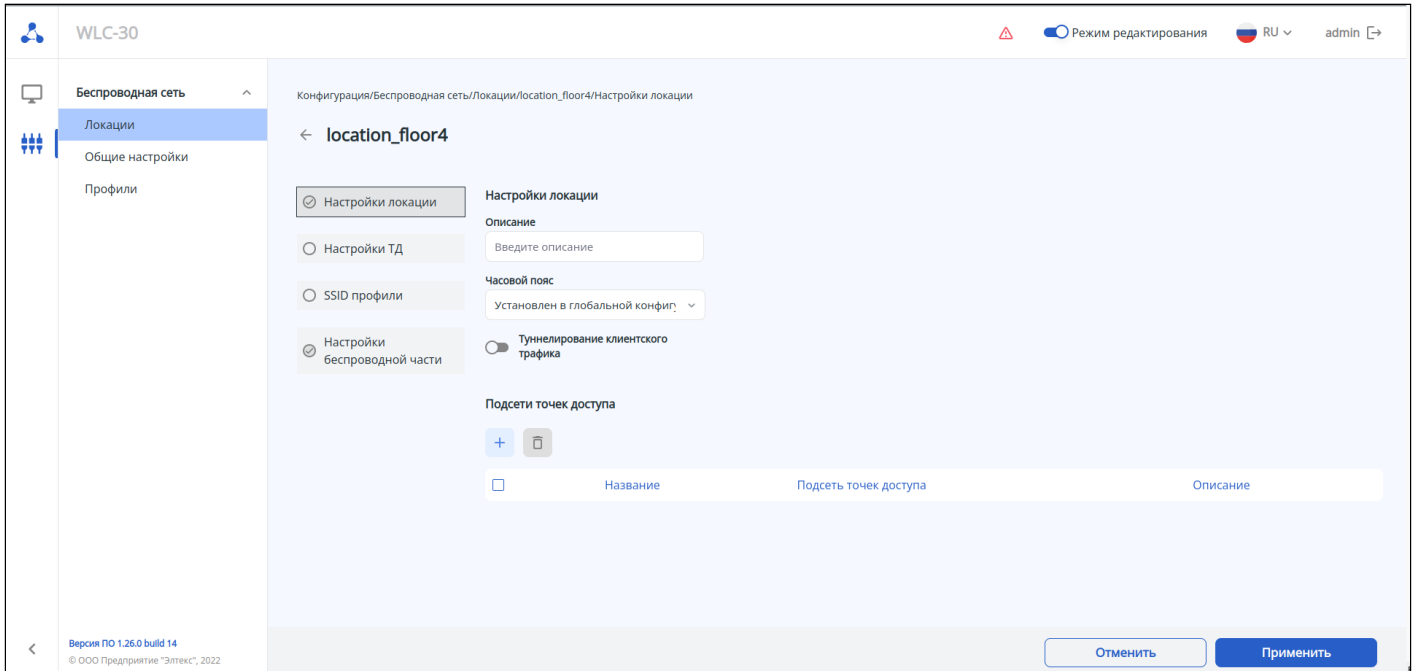 WLC-30
Режим редактирования
RU
admin
Беспроводная сеть
Локации
Общие настройки
Профили
Конфигурация/Беспроводная сеть/Локации/location_floor4/Настройки локации
location_floor4
Настройки локации
Настройки ТД
SSID профили
Настройки
беспроводной части
Настройки локации
Описание
Введите описание
Часовой пояс
Установлен в глобальной конфигу
Туннелирование клиентского
трафика
Подсети точек доступа
Название
Подсеть точек доступа
Описание
Версия ПО 1.26.0 build 14
© ООО Предприятие "Элтекс", 2022
Отменить
Применить